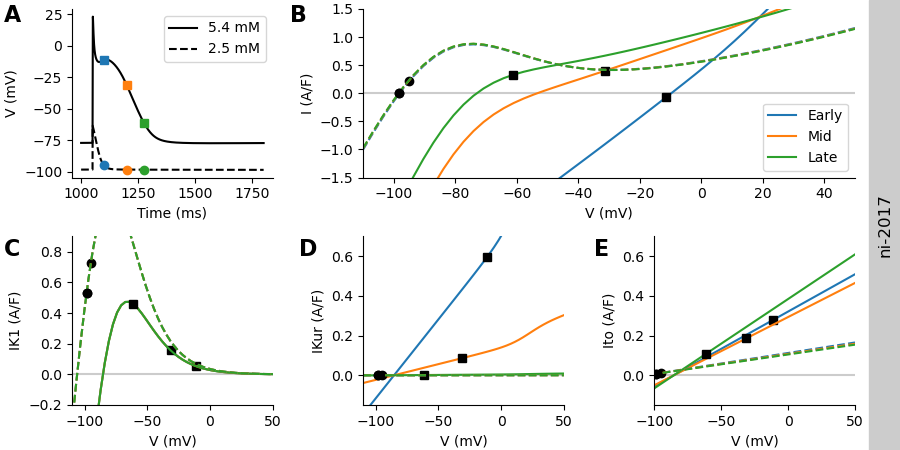 A
25
0
−25
−50
−75
−100
V (mV)
1000
1250
1500
1750
Time (ms)
5.4 mM
2.5 mM
B
1.5
1.0
0.5
0.0
−0.5
−1.0
−1.5
I (A/F)
−100
−80
−60
−40
−20
0
20
40
V (mV)
Early
Mid
Late
C
0.8
0.6
0.4
0.2
0.0
−0.2
IK1 (A/F)
−100
−50
0
50
V (mV)
D
0.6
0.4
0.2
0.0
IKur (A/F)
−100
−50
0
50
V (mV)
E
0.6
0.4
0.2
0.0
Ito (A/F)
−100
−50
0
50
V (mV)
ni-2017